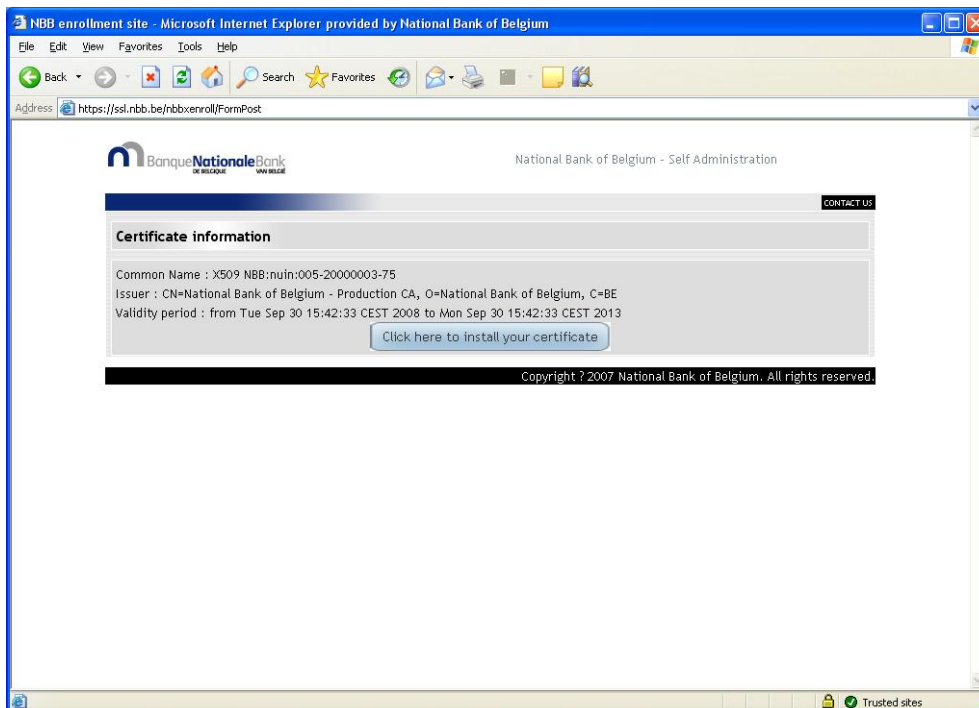 NBB enrollment site - Microsoft Internet Explorer provided by National Bank of Belgium
File Edit View Favorites Tools Help
Back Search Favorites
Address https://ssl.nbb.be/nbbxenroll/FormPost
BanqueNationaleBank
DE BELGIQUE VAN BELGIË
National Bank of Belgium - Self Administration
CONTACT US
Certificate information
Common Name : X509 NBB:nuin:005-20000003-75
Issuer : CN=National Bank of Belgium - Production CA, O=National Bank of Belgium, C=BE
Validity period : from Tue Sep 30 15:42:33 CEST 2008 to Mon Sep 30 15:42:33 CEST 2013
Click here to install your certificate
Copyright ? 2007 National Bank of Belgium. All rights reserved.
Trusted sites